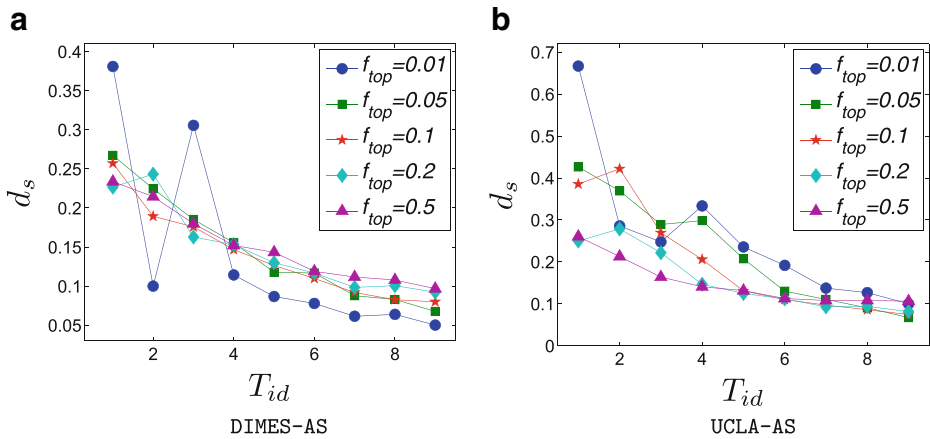 a
0.4
0.35
0.3
0.25
0.2
0.15
0.1
0.05
2 4 6 8
d_s
T_id
f_top=0.01
f_top=0.05
f_top=0.1
f_top=0.2
f_top=0.5
DIMES-AS
b
0.7
0.6
0.5
0.4
0.3
0.2
0.1
0
2 4 6 8
d_s
T_id
f_top=0.01
f_top=0.05
f_top=0.1
f_top=0.2
f_top=0.5
UCLA-AS